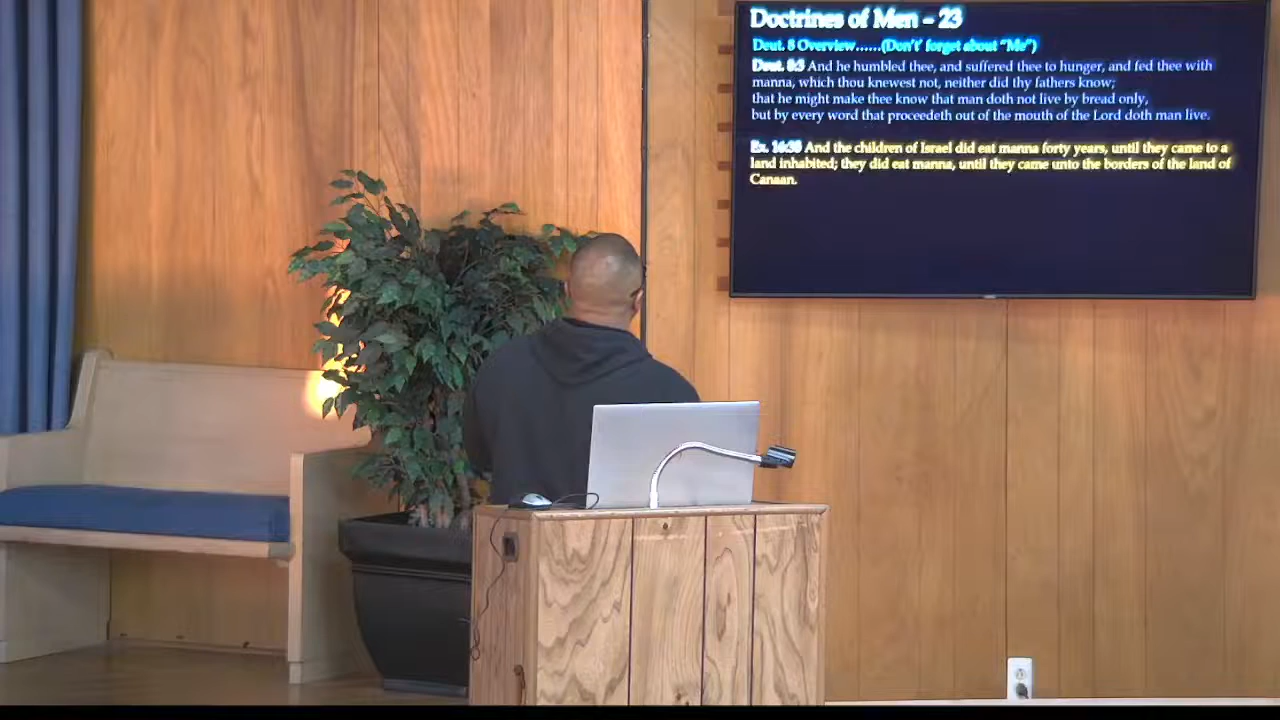 Doctrines of Men – 23
Deut. 8 Overview......(Don't' forget about "Me")
Deut. 8:3 And he humbled thee, and suffered thee to hunger, and fed thee with
manna, which thou knewest not, neither did thy fathers know;
that he might make thee know that man doth not live by bread only,
but by every word that proceedeth out of the mouth of the Lord doth man live.
Ex. 16:35 And the children of Israel did eat manna forty years, until they came to a
land inhabited; they did eat manna, until they came unto the borders of the land of
Canaan.